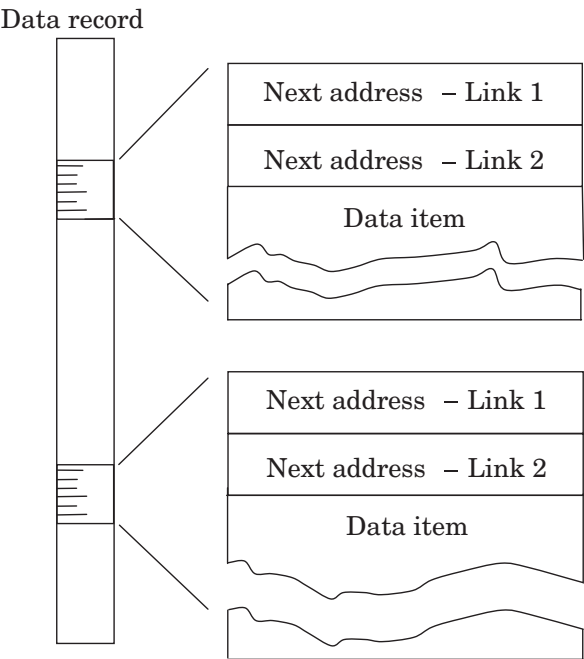 Data record
Next address – Link 1
Next address – Link 2
Data item
Next address – Link 1
Next address – Link 2
Data item